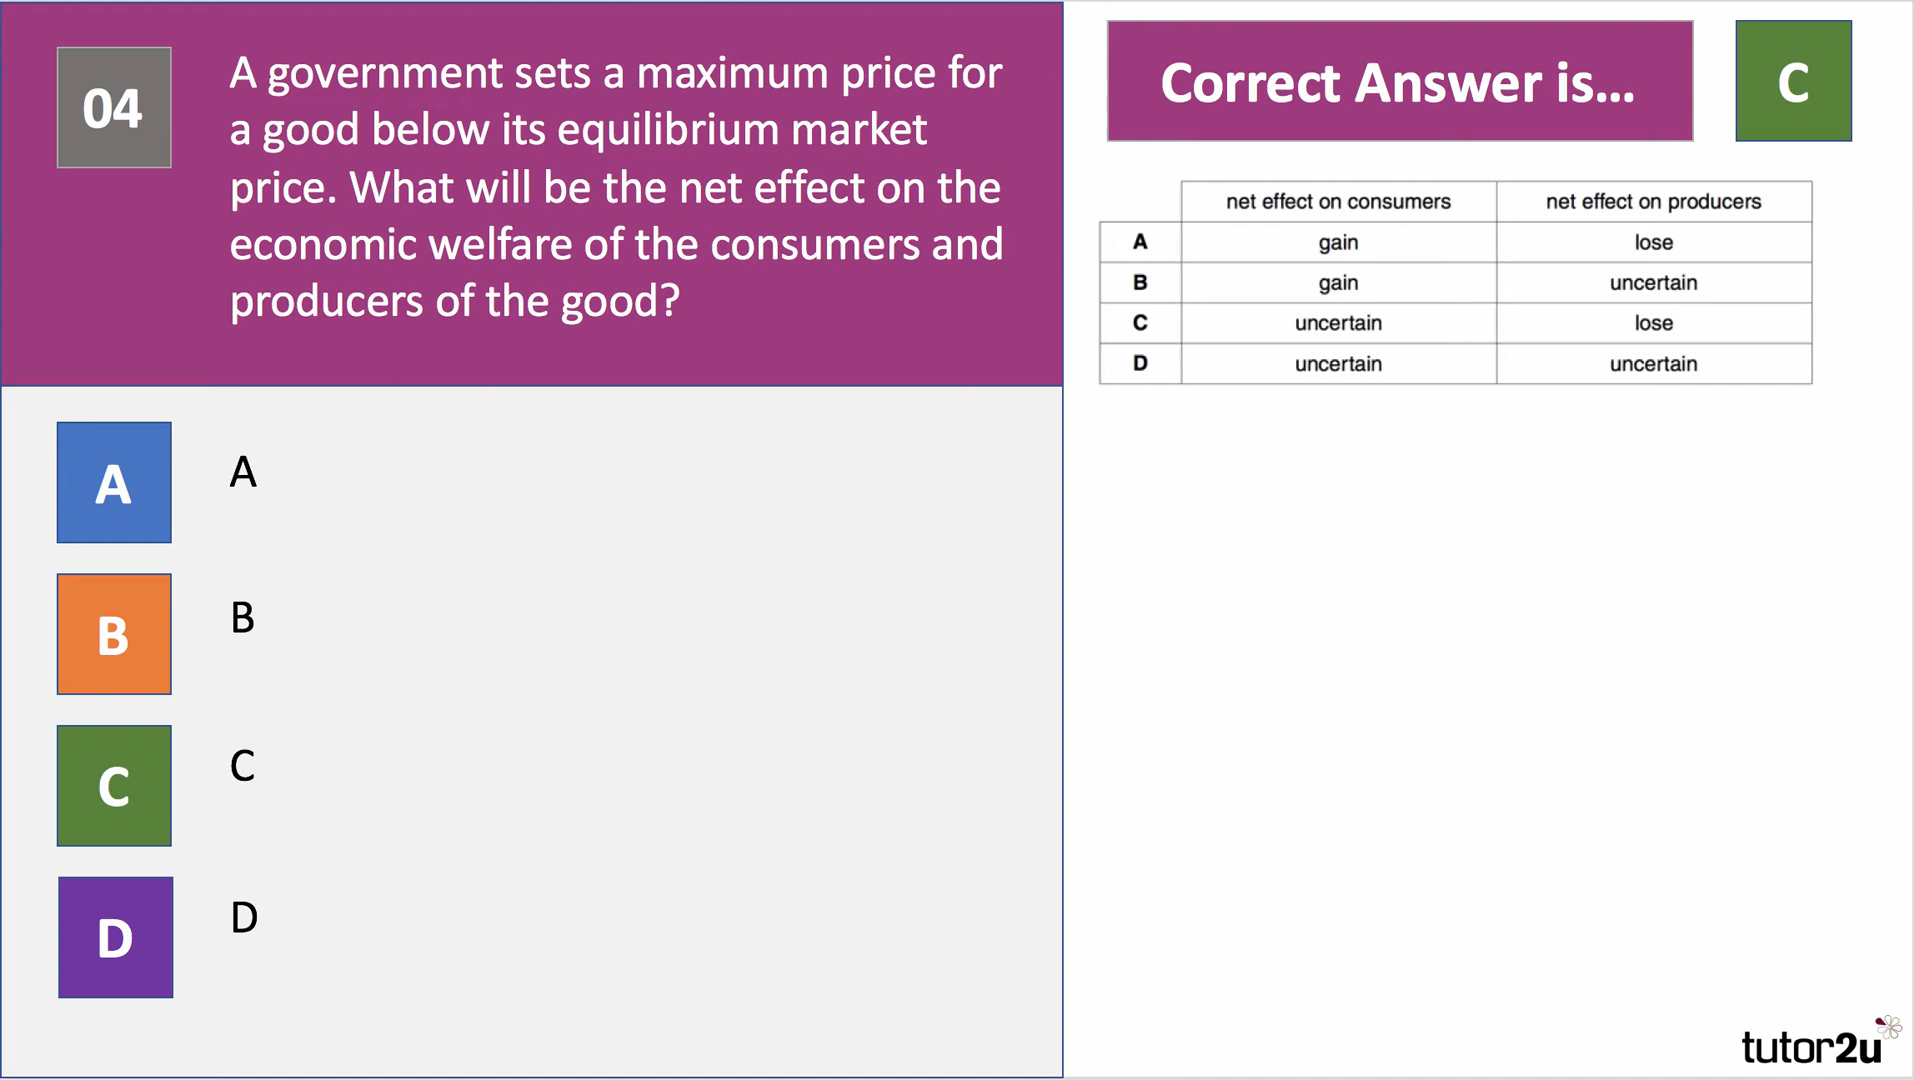 04
A government sets a maximum price for
a good below its equilibrium market
price. What will be the net effect on the
economic welfare of the consumers and
producers of the good?
A A
B B
C C
D D
Correct Answer is... C
net effect on consumers net effect on producers
A gain lose
B gain uncertain
C uncertain lose
D uncertain uncertain
tutor2u